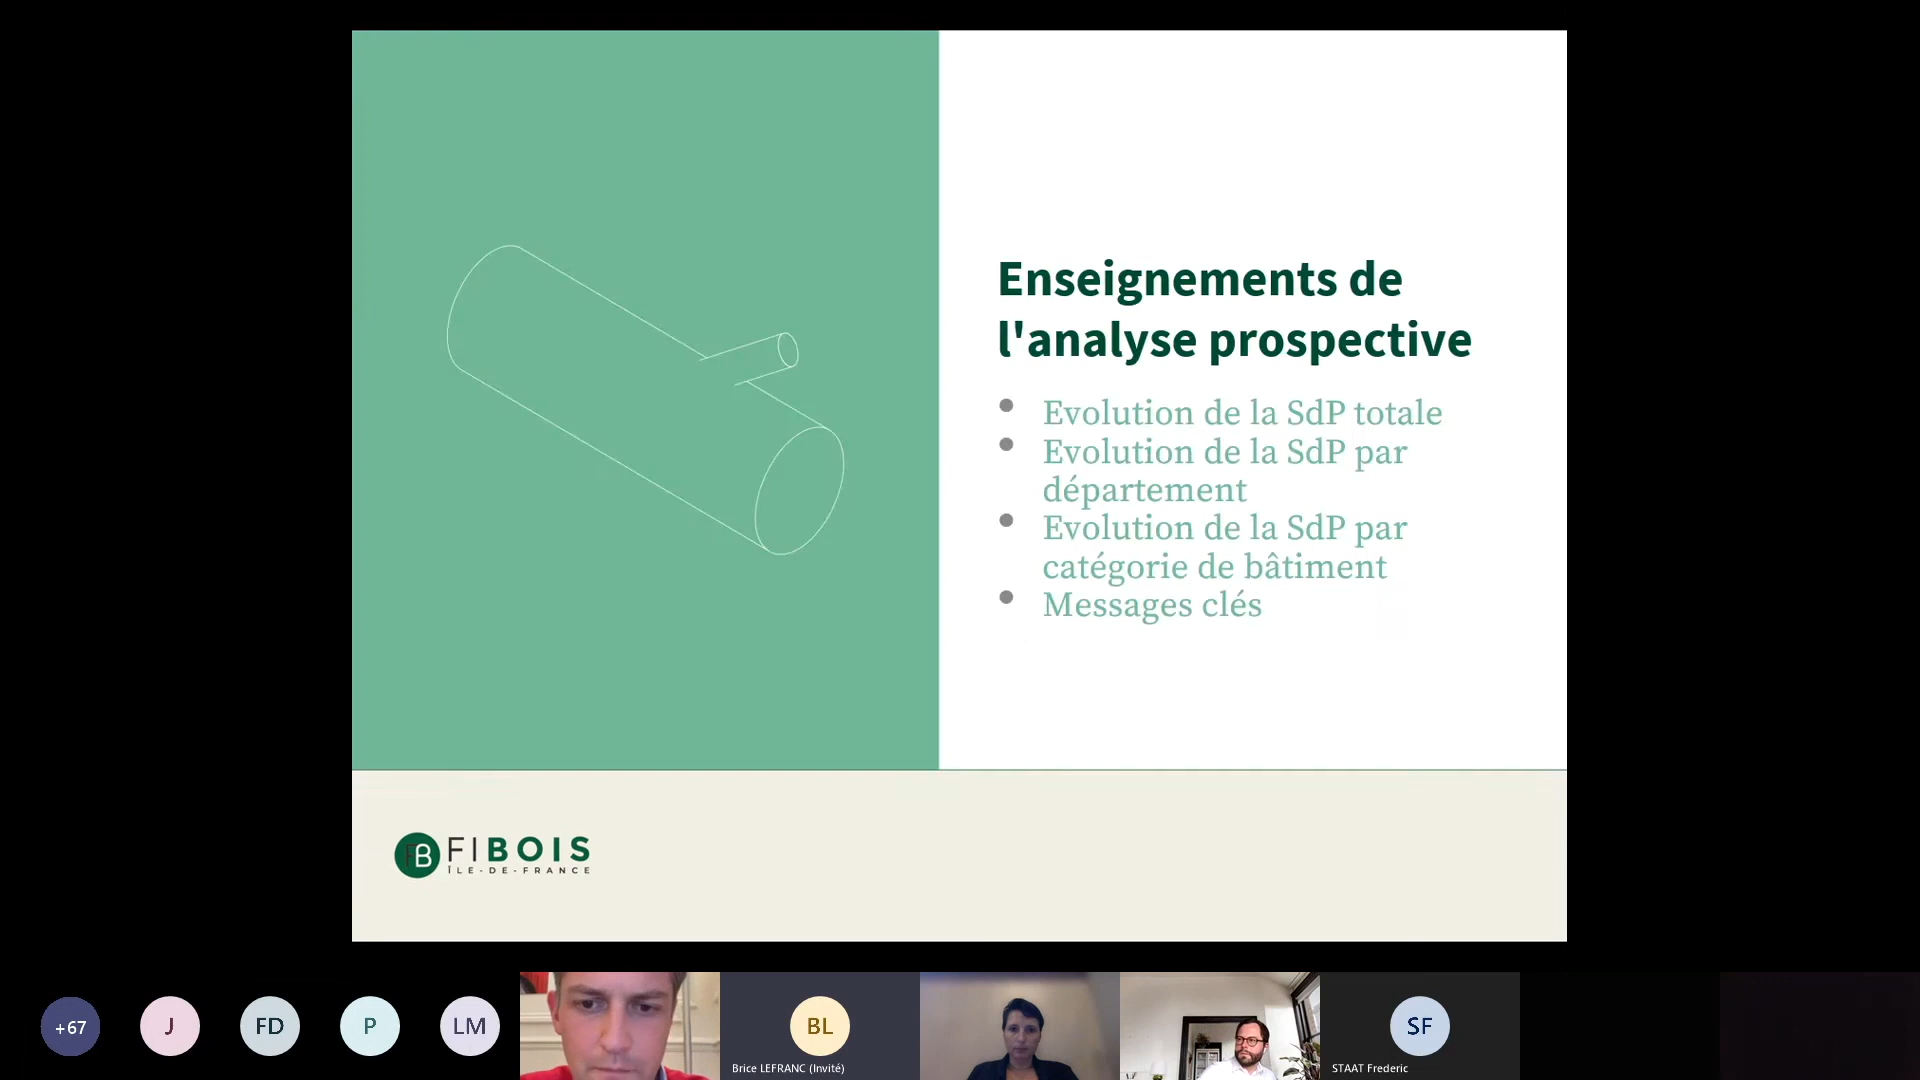 Enseignements de
l'analyse prospective
Evolution de la SdP totale
Evolution de la SdP par
département
Evolution de la SdP par
catégorie de bâtiment
Messages clés
FB FIBOIS
ÎLE-DE-FRANCE
+67
J
FD
P
LM
BL
Brice LEFRANC (Invité)
SF
STAAT Frederic